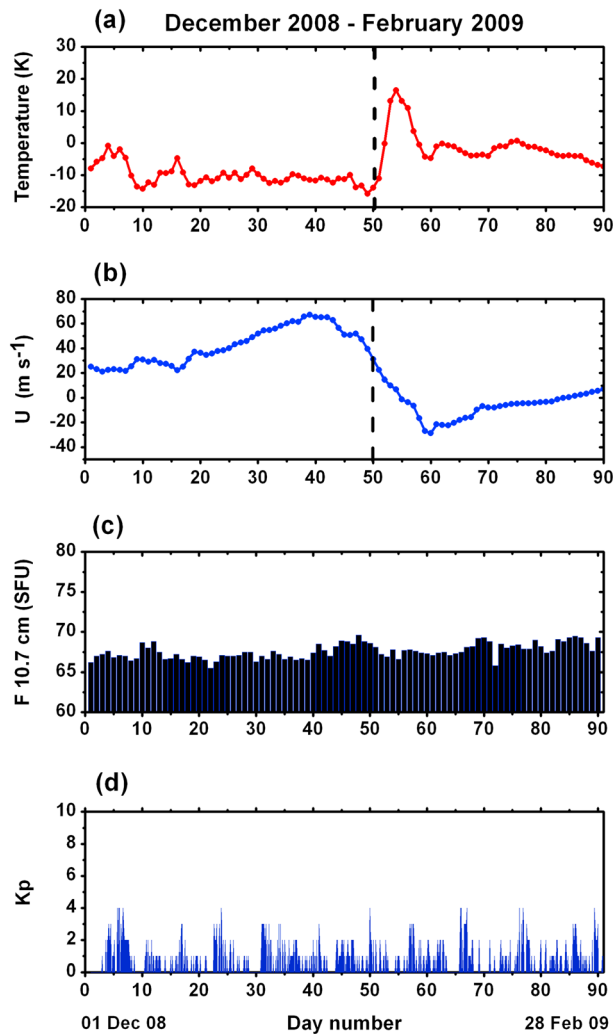 (a) December 2008 - February 2009
30
20
10
0
-10
-20
Temperature (K)
0 10 20 30 40 50 60 70 80 90
(b)
80
60
40
20
0
-20
-40
U (m s-1)
0 10 20 30 40 50 60 70 80 90
(c)
80
75
70
65
60
F 10.7 cm (SFU)
0 10 20 30 40 50 60 70 80 90
(d)
10
8
6
4
2
0
Kp
0 10 20 30 40 50 60 70 80 90
01 Dec 08 Day number 28 Feb 09